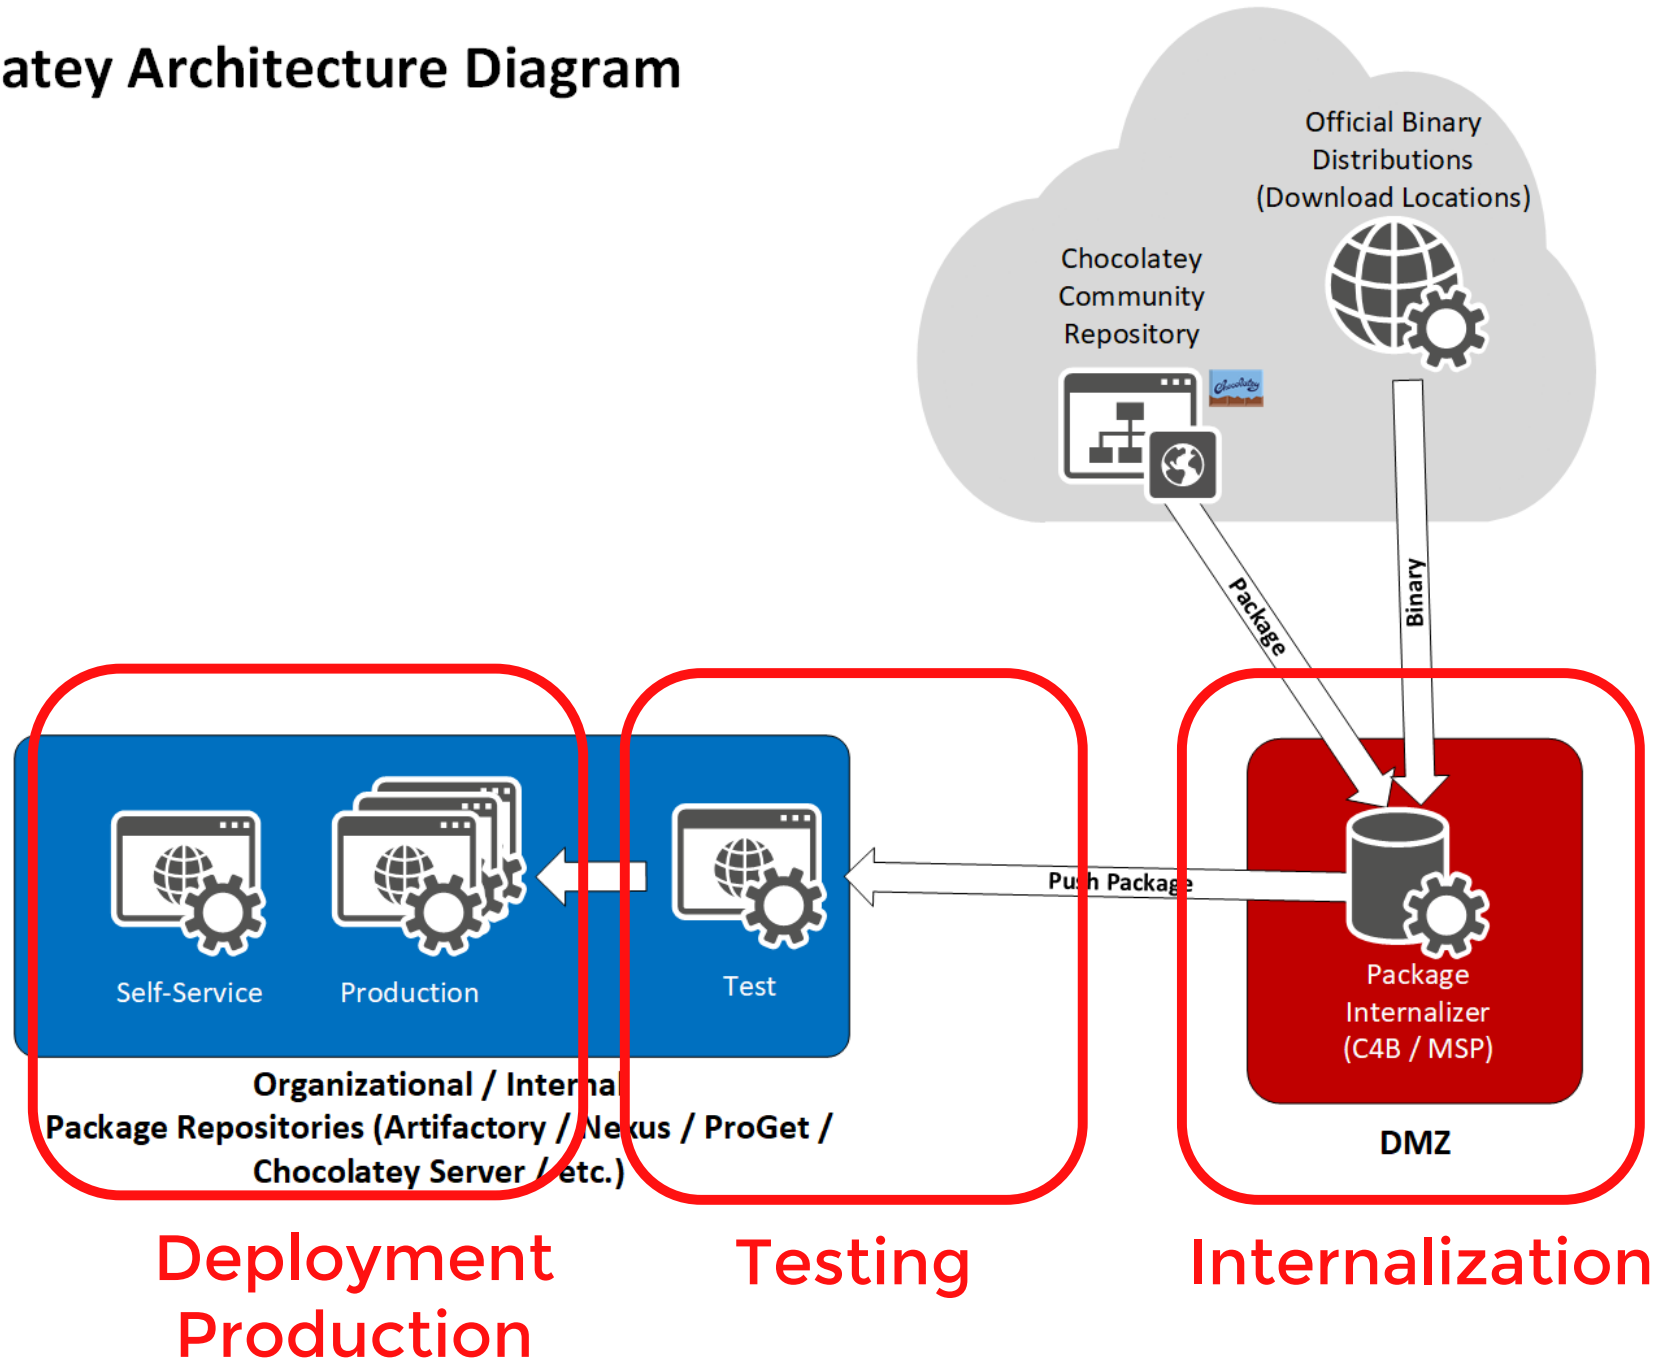 atey Architecture Diagram
Official Binary
Distributions
(Download Locations)
Chocolatey
Community
Repository
Chocolatey
Package
Binary
Push Package
Self-Service
Production
Test
Package
Internalizer
(C4B / MSP)
Organizational / Internal
Package Repositories (Artifactory / Nexus / ProGet /
Chocolatey Server / etc.)
DMZ
Deployment
Production
Testing
Internalization